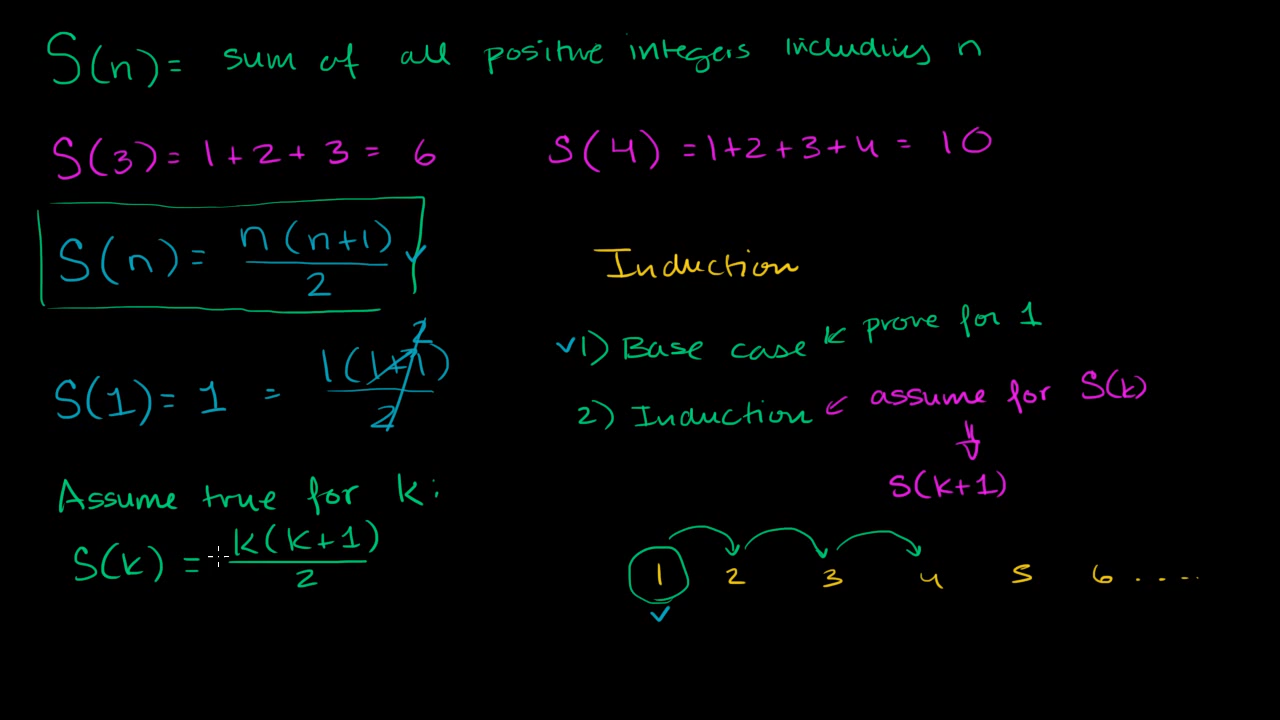 S(n) = sum of all positive integers including n
S(3) = 1+2+3 = 6
S(4) = 1+2+3+4 = 10
S(n) = n(n+1)/2
Induction
1) Base case ← prove for 1
S(1) = 1 = 1(1+1)/2
2
2) Induction ← assume for S(k)
S(k+1)
Assume true for k:
S(k) = k(k+1)/2
1 2 3 4 5 6 .....